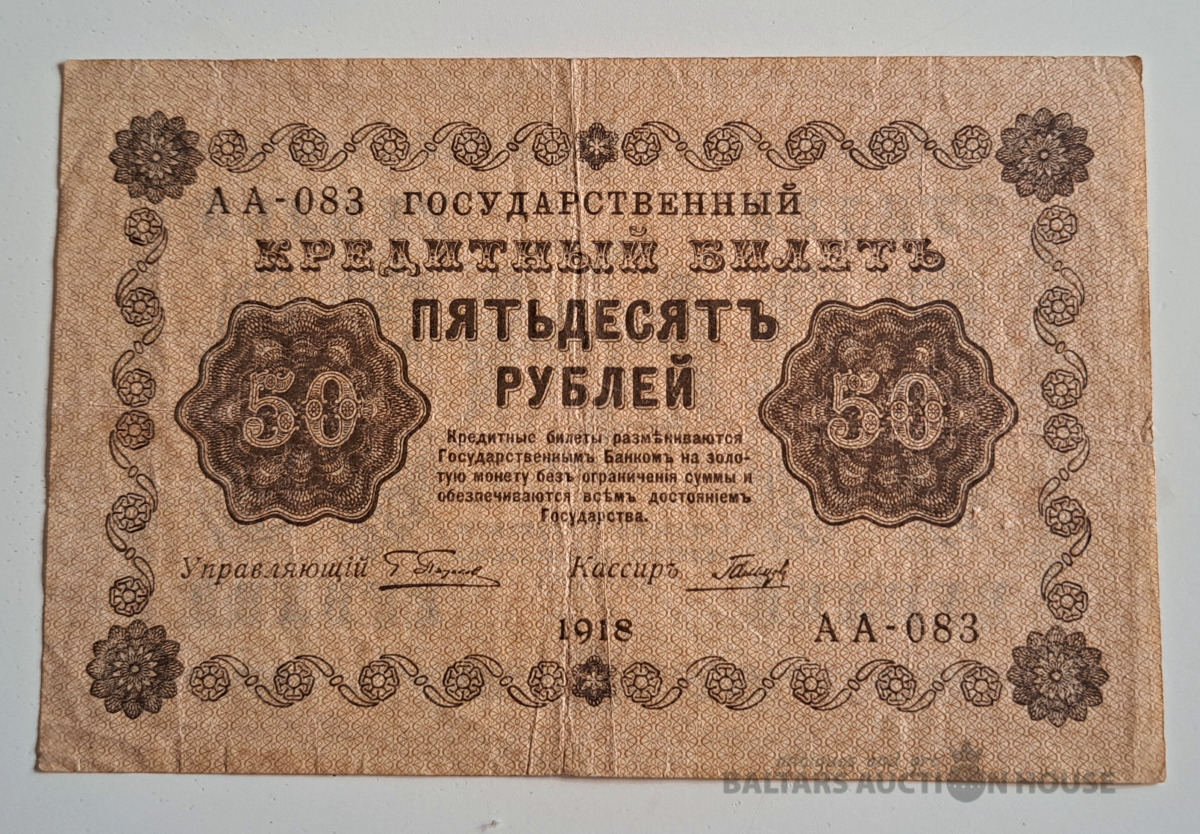 АА-083 ГОСУДАРСТВЕННЫЙ
КРЕДИТНЫЙ БИЛЕТЪ
ПЯТЬДЕСЯТЪ
РУБЛЕЙ
50 50
Кредитные билеты размѣниваются
Государственнымъ Банкомъ на золо-
тую монету безъ ограниченія суммы и
обезпечиваются всѣмъ достояніемъ
Государства.
Управляющій Кассиръ
1918 АА-083
BALTARS AUCTION HOUSE